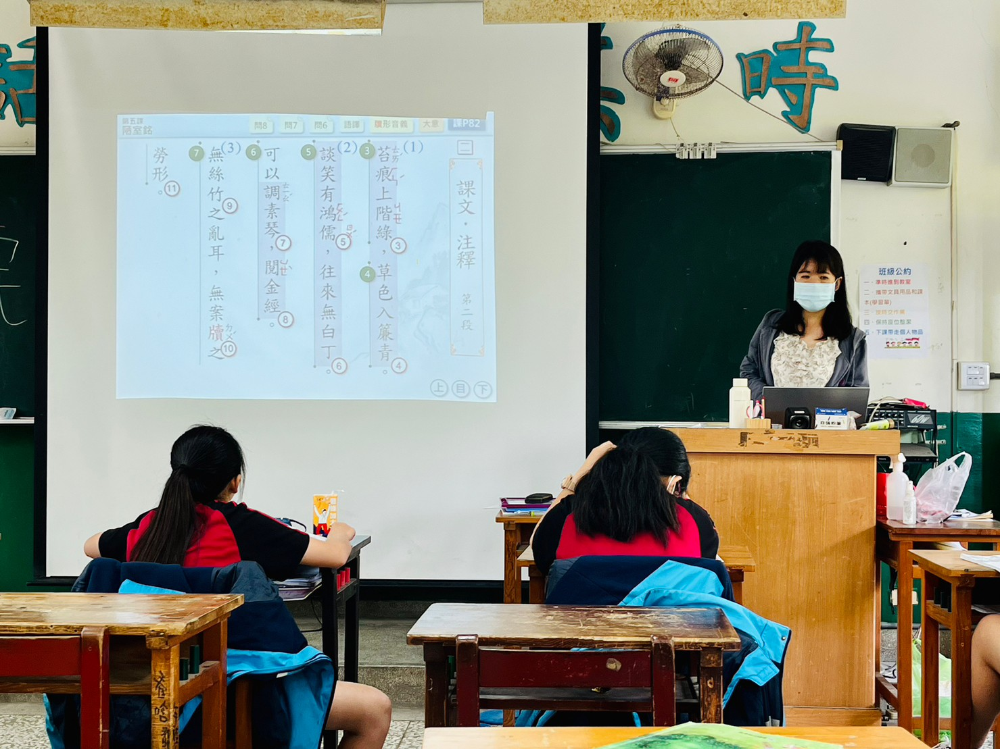 話
時
第五課
陋室銘
問8
問7
問6
語譯
形音義
大意
課P82
二
課文・注釋
第二段
(1)
3 苔痕上階綠，③
4 草色入簾青④。
(2)
5 談笑有鴻儒⑤，往來無白丁⑥。
6 可以調素琴⑦，閱金經⑧。
(3)
7 無絲竹⑨之亂耳，無案牘⑩之
勞形⑪。
上 目 下
班級公約
一、準時進到教室
二、攜帶文具用品和課
本(學習單)
三、按時交作業
四、保持座位整潔
五、下課帶走個人物品